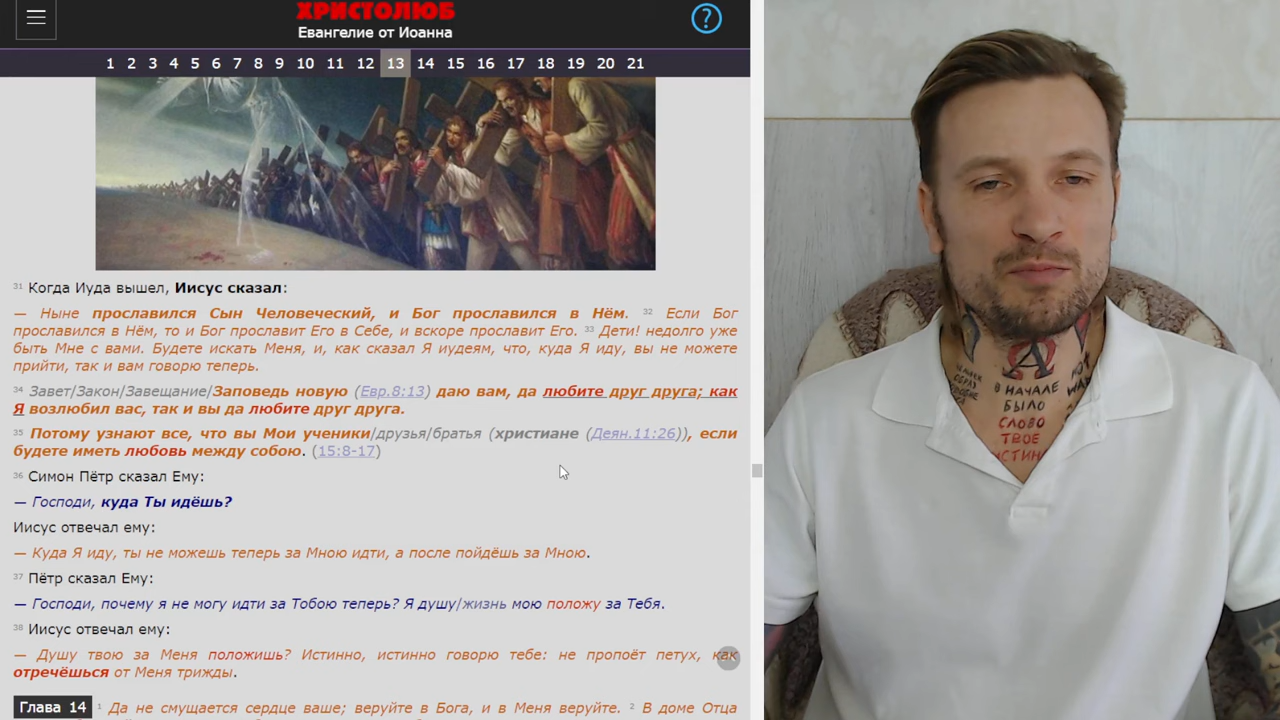 ХРИСТОЛЮБ
Евангелие от Иоанна
?
1 2 3 4 5 6 7 8 9 10 11 12 13 14 15 16 17 18 19 20 21
31 Когда Иуда вышел, Иисус сказал:
— Ныне прославился Сын Человеческий, и Бог прославился в Нём. 32 Если Бог
прославился в Нём, то и Бог прославит Его в Себе, и вскоре прославит Его. 33 Дети! недолго уже
быть Мне с вами. Будете искать Меня, и, как сказал Я иудеям, что, куда Я иду, вы не можете
прийти, так и вам говорю теперь.
34 Завет/Закон/Завещание/Заповедь новую (Евр.8:13) даю вам, да любите друг друга; как
Я возлюбил вас, так и вы да любите друг друга.
35 Потому узнают все, что вы Мои ученики/друзья/братья (христиане (Деян.11:26)), если
будете иметь любовь между собою. (15:8-17)
36 Симон Пётр сказал Ему:
— Господи, куда Ты идёшь?
Иисус отвечал ему:
— Куда Я иду, ты не можешь теперь за Мною идти, а после пойдёшь за Мною.
37 Пётр сказал Ему:
— Господи, почему я не могу идти за Тобою теперь? Я душу/жизнь мою положу за Тебя.
38 Иисус отвечал ему:
— Душу твою за Меня положишь? Истинно, истинно говорю тебе: не пропоёт петух, как
отречёшься от Меня трижды.
Глава 14 1 Да не смущается сердце ваше; веруйте в Бога, и в Меня веруйте. 2 В доме Отца
В НАЧАЛЕ
БЫЛО
СЛОВО
ТВОЕ